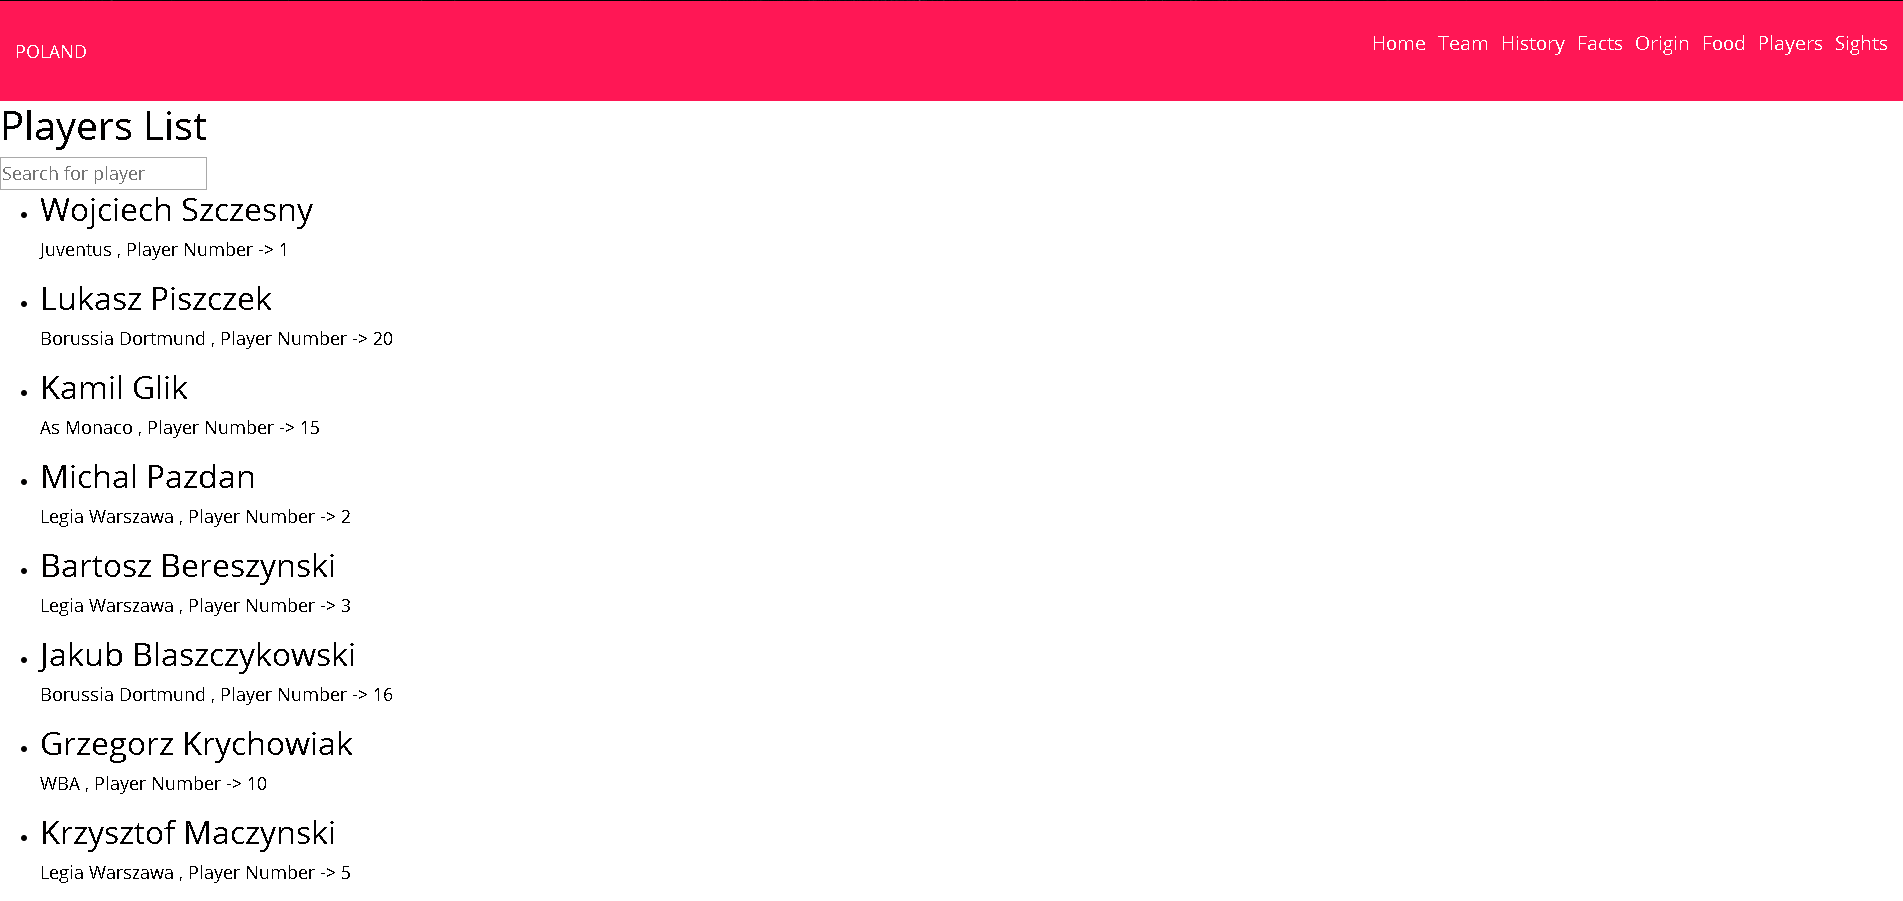 POLAND
Home Team History Facts Origin Food Players Sights
Players List
Search for player
Wojciech Szczesny
Juventus , Player Number -> 1
Lukasz Piszczek
Borussia Dortmund , Player Number -> 20
Kamil Glik
As Monaco , Player Number -> 15
Michal Pazdan
Legia Warszawa , Player Number -> 2
Bartosz Bereszynski
Legia Warszawa , Player Number -> 3
Jakub Blaszczykowski
Borussia Dortmund , Player Number -> 16
Grzegorz Krychowiak
WBA , Player Number -> 10
Krzysztof Maczynski
Legia Warszawa , Player Number -> 5